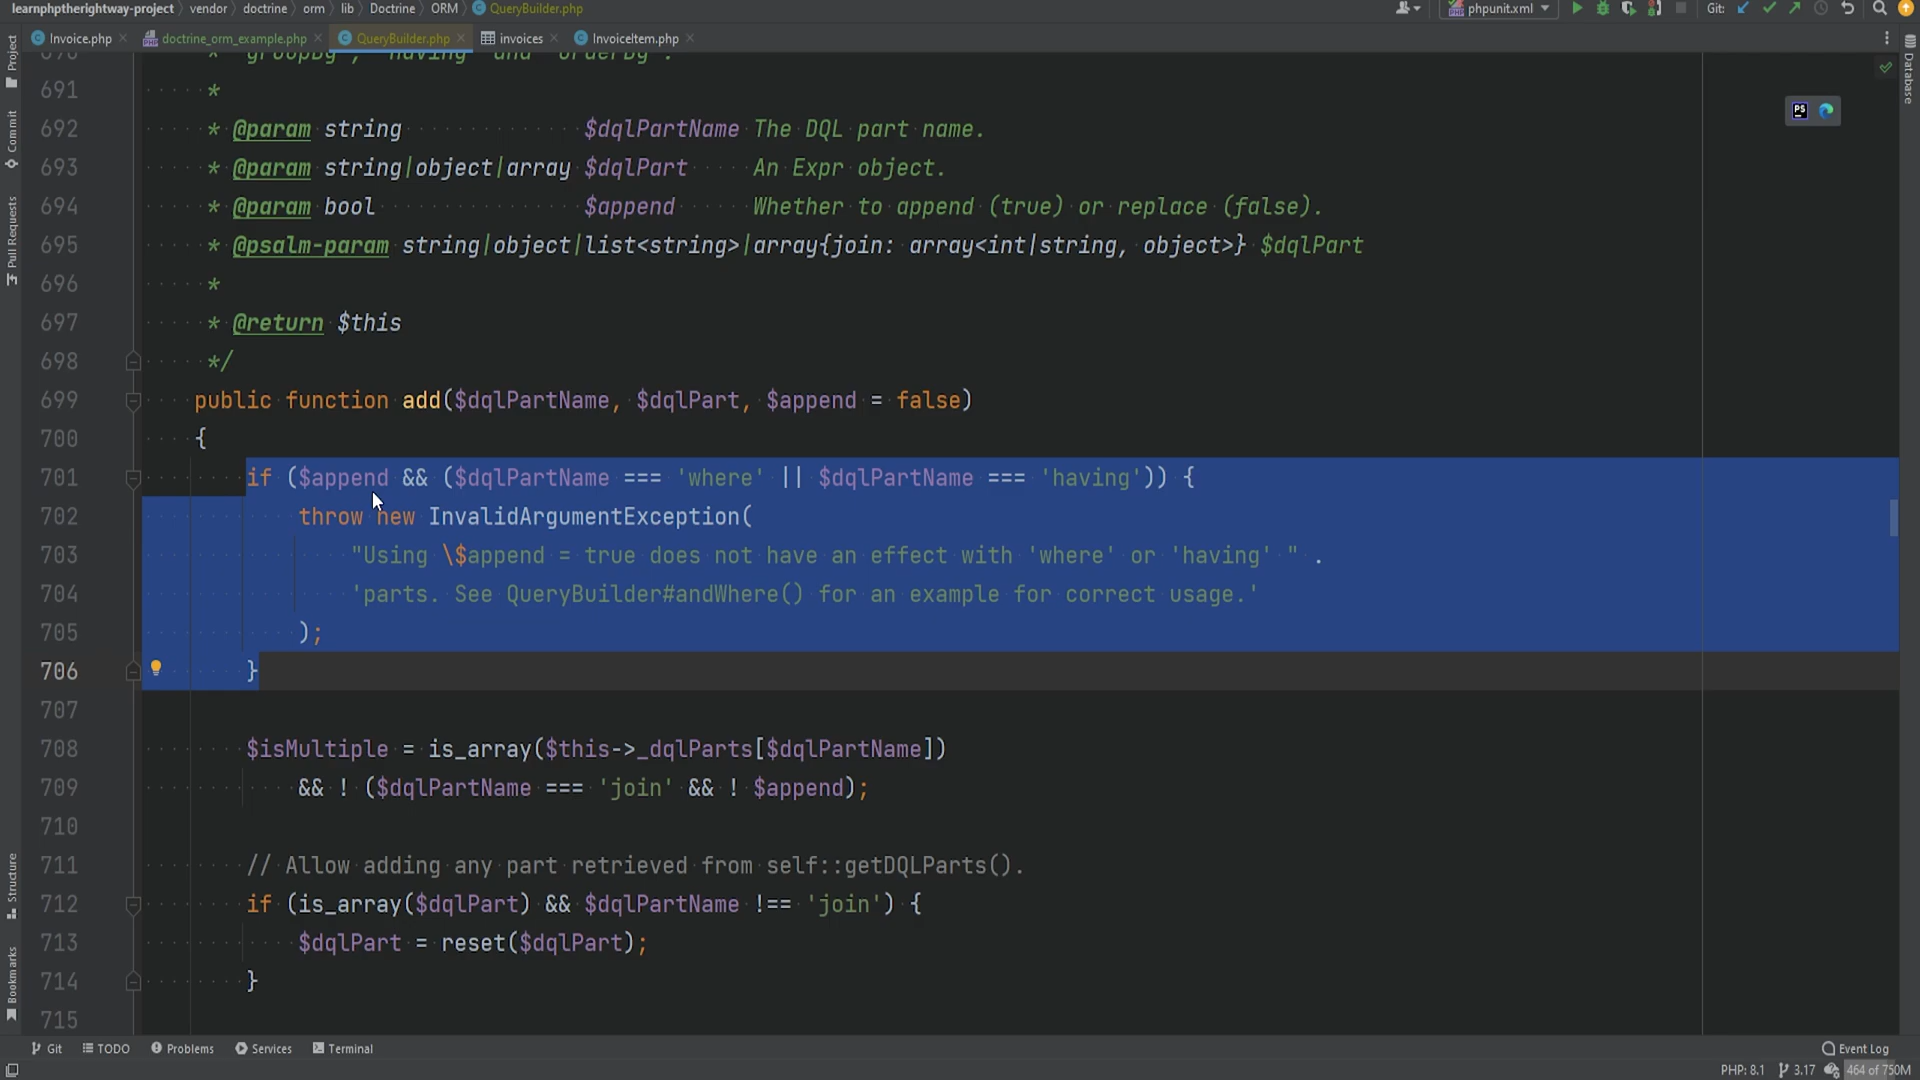 learnphptherightway-project vendor doctrine orm lib Doctrine ORM QueryBuilder.php phpunit.xml Git:
Invoice.php doctrine_orm_example.php QueryBuilder.php invoices InvoiceItem.php
Project
Commit
Pull Requests
Structure
Bookmarks
Database
690 * 'groupBy', 'having' and 'orderBy'.
691 *
692 * @param string $dqlPartName The DQL part name.
693 * @param string|object|array $dqlPart An Expr object.
694 * @param bool $append Whether to append (true) or replace (false).
695 * @psalm-param string|object|list<string>|array{join: array<int|string, object>} $dqlPart
696 *
697 * @return $this
698 */
699 public function add($dqlPartName, $dqlPart, $append = false)
700 {
701 if ($append && ($dqlPartName === 'where' || $dqlPartName === 'having')) {
702 throw new InvalidArgumentException(
703 "Using \$append = true does not have an effect with 'where' or 'having' " .
704 'parts. See QueryBuilder#andWhere() for an example for correct usage.'
705 );
706 }
707
708 $isMultiple = is_array($this->_dqlParts[$dqlPartName])
709 && ! ($dqlPartName === 'join' && ! $append);
710
711 // Allow adding any part retrieved from self::getDQLParts().
712 if (is_array($dqlPart) && $dqlPartName !== 'join') {
713 $dqlPart = reset($dqlPart);
714 }
715
Git TODO Problems Services Terminal Event Log
PHP: 8.1 3.17 464 of 750M